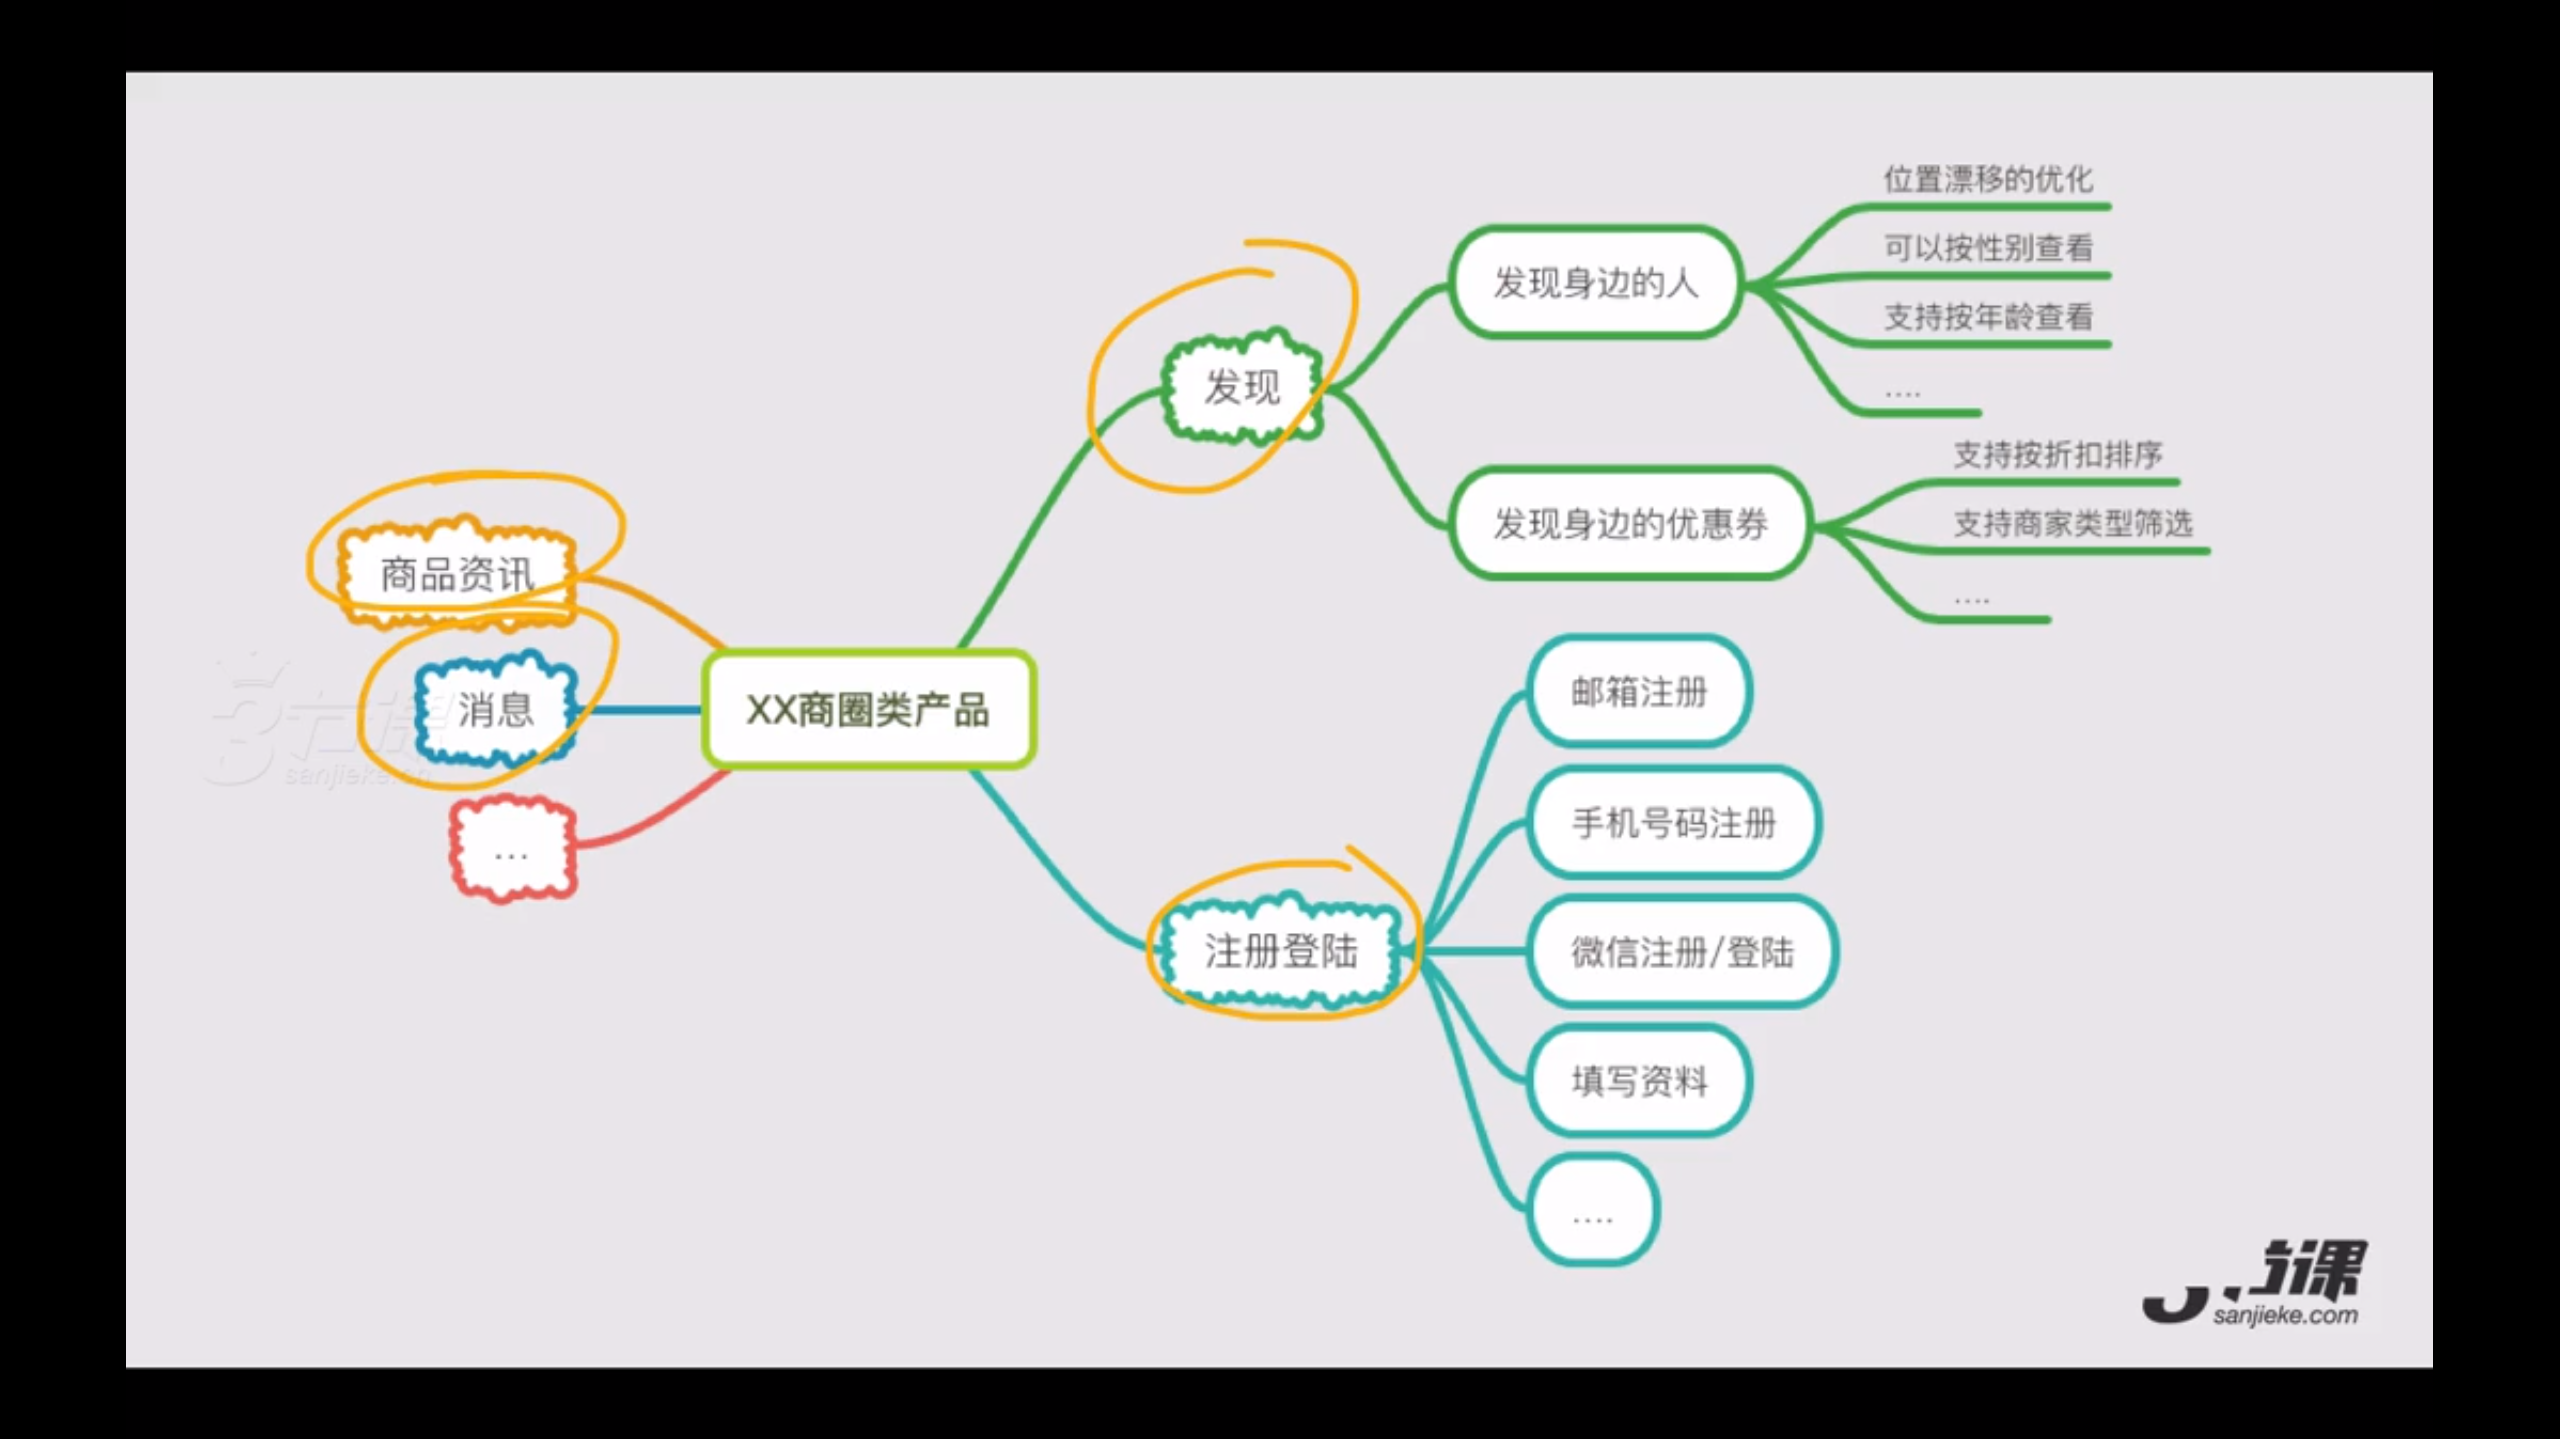 位置漂移的优化
可以按性别查看
支持按年龄查看
....
发现身边的人
发现
支持按折扣排序
支持商家类型筛选
....
发现身边的优惠券
商品资讯
消息
...
XX商圈类产品
注册登陆
邮箱注册
手机号码注册
微信注册/登陆
填写资料
....
sanjieke.cn
课
sanjieke.com